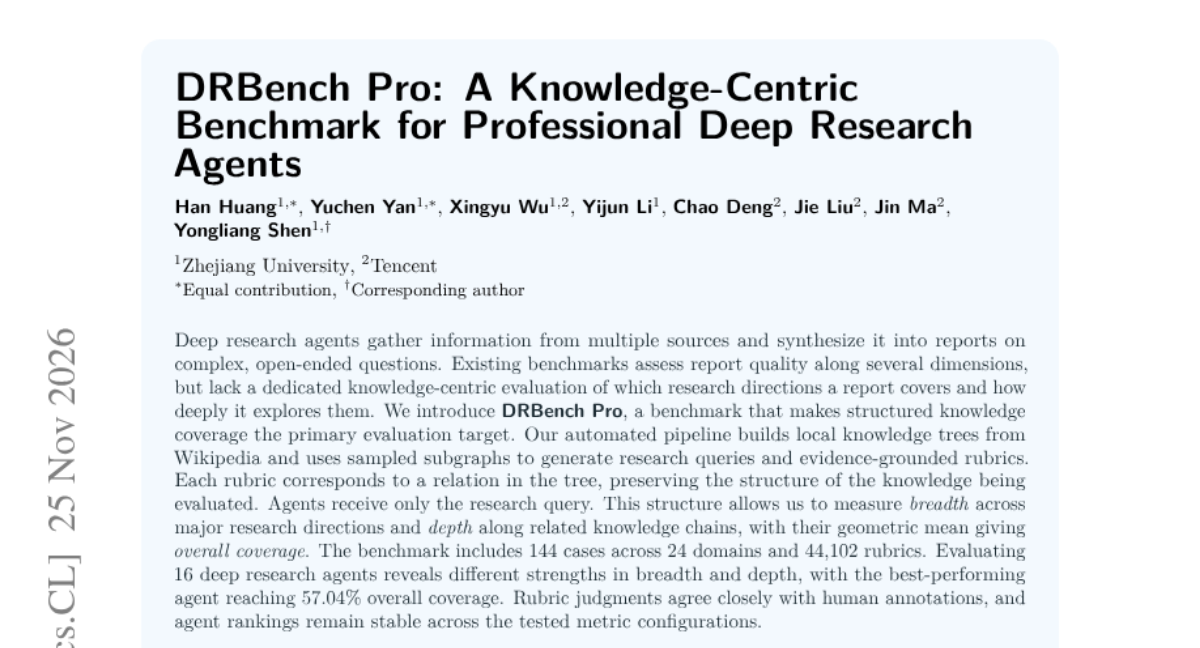 DRBench Pro: A Knowledge-Centric
Benchmark for Professional Deep Research
Agents
Han Huang1,*, Yuchen Yan1,*, Xingyu Wu1,2, Yijun Li1, Chao Deng2, Jie Liu2, Jin Ma2,
Yongliang Shen1,†
1Zhejiang University, 2Tencent
*Equal contribution, †Corresponding author
Deep research agents gather information from multiple sources and synthesize it into reports on
complex, open-ended questions. Existing benchmarks assess report quality along several dimensions,
but lack a dedicated knowledge-centric evaluation of which research directions a report covers and how
deeply it explores them. We introduce DRBench Pro, a benchmark that makes structured knowledge
coverage the primary evaluation target. Our automated pipeline builds local knowledge trees from
Wikipedia and uses sampled subgraphs to generate research queries and evidence-grounded rubrics.
Each rubric corresponds to a relation in the tree, preserving the structure of the knowledge being
evaluated. Agents receive only the research query. This structure allows us to measure breadth across
major research directions and depth along related knowledge chains, with their geometric mean giving
overall coverage. The benchmark includes 144 cases across 24 domains and 44,102 rubrics. Evaluating
16 deep research agents reveals different strengths in breadth and depth, with the best-performing
agent reaching 57.04% overall coverage. Rubric judgments agree closely with human annotations, and
agent rankings remain stable across the tested metric configurations.
cs.CL] 25 Nov 2026